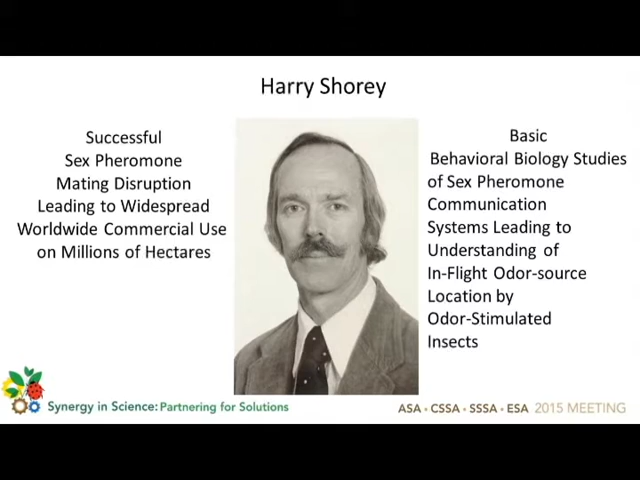 Harry Shorey
Successful
Sex Pheromone
Mating Disruption
Leading to Widespread
Worldwide Commercial Use
on Millions of Hectares
Basic
Behavioral Biology Studies
of Sex Pheromone
Communication
Systems Leading to
Understanding of
In-Flight Odor-source
Location by
Odor-Stimulated
Insects
Synergy in Science: Partnering for Solutions
ASA • CSSA • SSSA • ESA 2015 MEETING